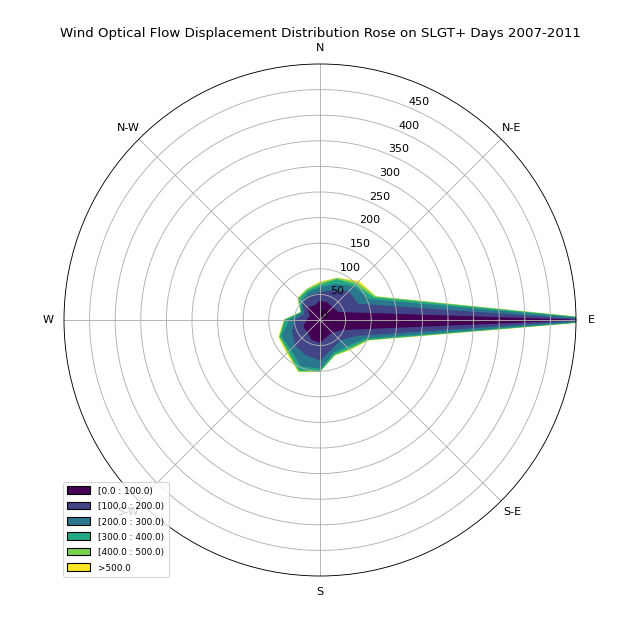 Wind Optical Flow Displacement Distribution Rose on SLGT+ Days 2007-2011
N
N-W
N-E
450
400
350
300
250
200
150
100
50
W
E
S-W
S-E
S
[0.0 : 100.0)
[100.0 : 200.0)
[200.0 : 300.0)
[300.0 : 400.0)
[400.0 : 500.0)
>500.0